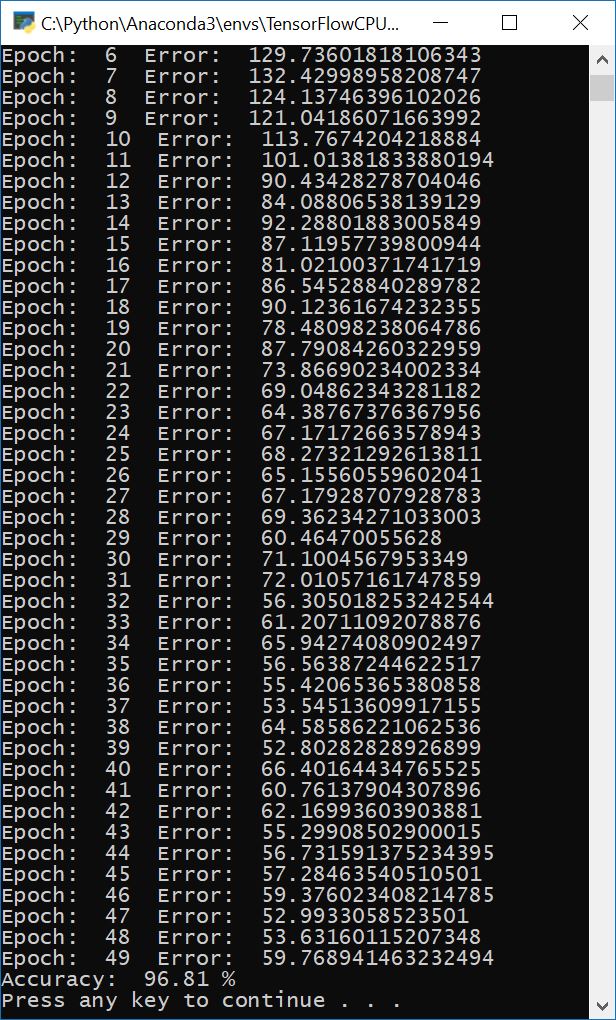 C:\Python\Anaconda3\envs\TensorFlowCPU...
Epoch:  6  Error:  129.73601818106343
Epoch:  7  Error:  132.42998958208747
Epoch:  8  Error:  124.13746396102026
Epoch:  9  Error:  121.04186071663992
Epoch:  10  Error:  113.7674204218884
Epoch:  11  Error:  101.01381833880194
Epoch:  12  Error:  90.43428278704046
Epoch:  13  Error:  84.08806538139129
Epoch:  14  Error:  92.28801883005849
Epoch:  15  Error:  87.11957739800944
Epoch:  16  Error:  81.02100371741719
Epoch:  17  Error:  86.54528840289782
Epoch:  18  Error:  90.12361674232355
Epoch:  19  Error:  78.48098238064786
Epoch:  20  Error:  87.79084260322959
Epoch:  21  Error:  73.86690234002334
Epoch:  22  Error:  69.04862343281182
Epoch:  23  Error:  64.38767376367956
Epoch:  24  Error:  67.17172663578943
Epoch:  25  Error:  68.27321292613811
Epoch:  26  Error:  65.15560559602041
Epoch:  27  Error:  67.17928707928783
Epoch:  28  Error:  69.36234271033003
Epoch:  29  Error:  60.46470055628
Epoch:  30  Error:  71.1004567953349
Epoch:  31  Error:  72.01057161747859
Epoch:  32  Error:  56.305018253242544
Epoch:  33  Error:  61.20711092078876
Epoch:  34  Error:  65.94274080902497
Epoch:  35  Error:  56.56387244622517
Epoch:  36  Error:  55.42065365380858
Epoch:  37  Error:  53.54513609917155
Epoch:  38  Error:  64.58586221062536
Epoch:  39  Error:  52.80282828926899
Epoch:  40  Error:  66.40164434765525
Epoch:  41  Error:  60.76137904307896
Epoch:  42  Error:  62.16993603903881
Epoch:  43  Error:  55.29908502900015
Epoch:  44  Error:  56.731591375234395
Epoch:  45  Error:  57.28463540510501
Epoch:  46  Error:  59.376023408214785
Epoch:  47  Error:  52.9933058523501
Epoch:  48  Error:  53.63160115207348
Epoch:  49  Error:  59.768941463232494
Accuracy:  96.81 %
Press any key to continue . . .